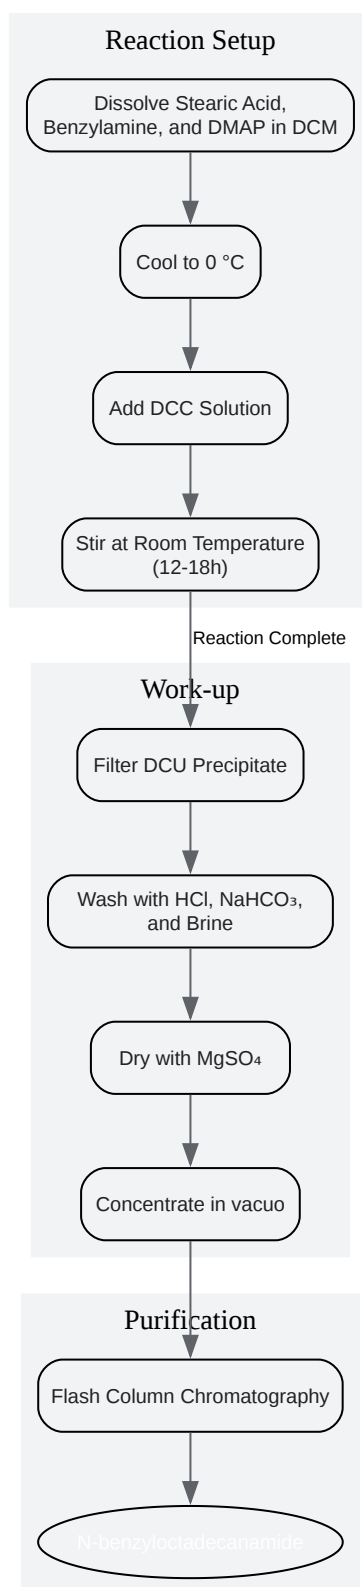 Reaction Setup
Dissolve Stearic Acid,
Benzylamine, and DMAP in DCM
Cool to 0 °C
Add DCC Solution
Stir at Room Temperature
(12-18h)
Reaction Complete
Work-up
Filter DCU Precipitate
Wash with HCl, NaHCO₃,
and Brine
Dry with MgSO₄
Concentrate in vacuo
Purification
Flash Column Chromatography
N-benzyloctadecanamide